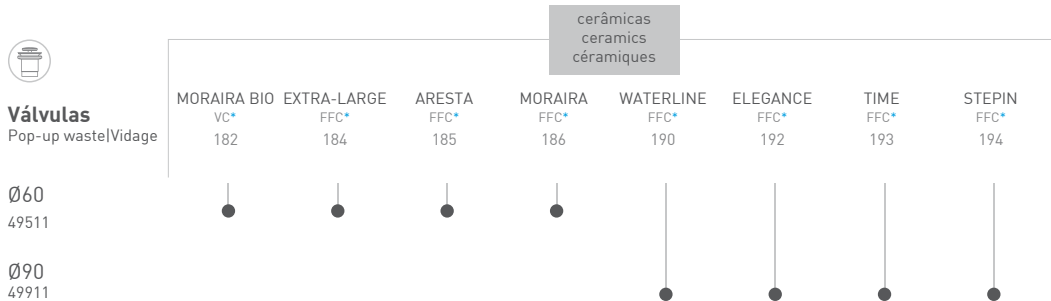 cerâmicas
ceramics
céramiques
Válvulas
Pop-up waste|Vidage
MORAIRA BIO EXTRA-LARGE ARESTA MORAIRA WATERLINE ELEGANCE TIME STEPIN
VC* FFC* FFC* FFC* FFC* FFC* FFC* FFC*
182 184 185 186 190 192 193 194
Ø60
49511
Ø90
49911